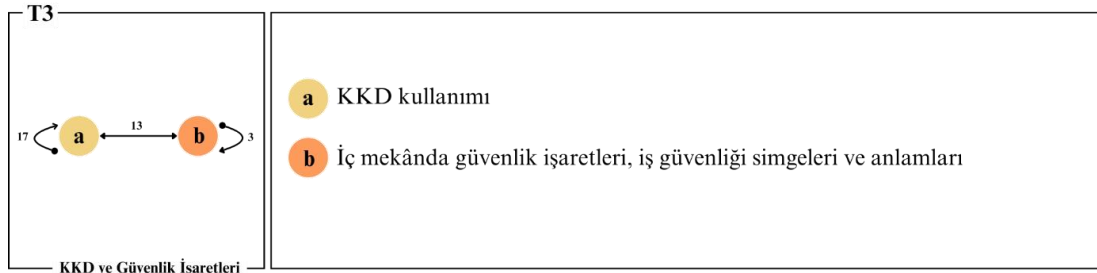 T3
17
a
13
b
3
KKD ve Güvenlik İşaretleri
a KKD kullanımı
b İç mekânda güvenlik işaretleri, iş güvenliği simgeleri ve anlamları